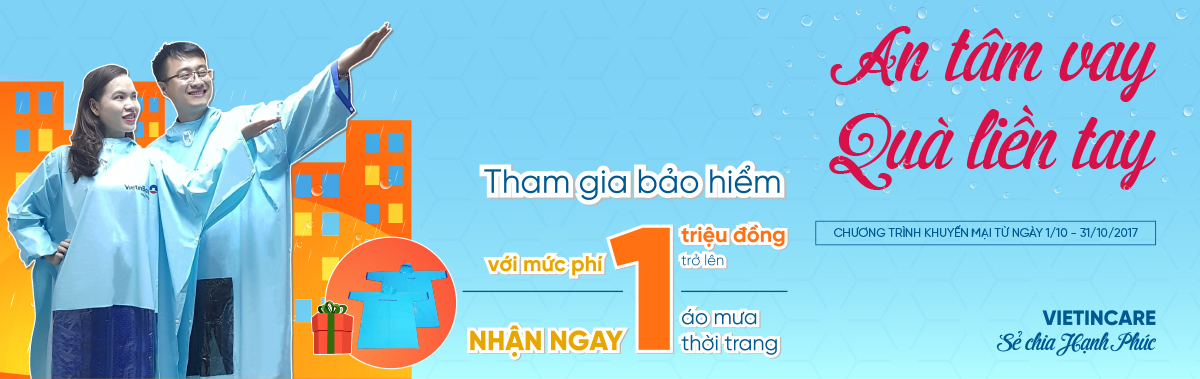 An tâm vay
Quà liền tay
CHƯƠNG TRÌNH KHUYẾN MẠI TỪ NGÀY 1/10 - 31/10/2017
Tham gia bảo hiểm
với mức phí 1 triệu đồng
trở lên
NHẬN NGAY 1 áo mưa
thời trang
VIETINCARE
Sẻ chia Hạnh Phúc